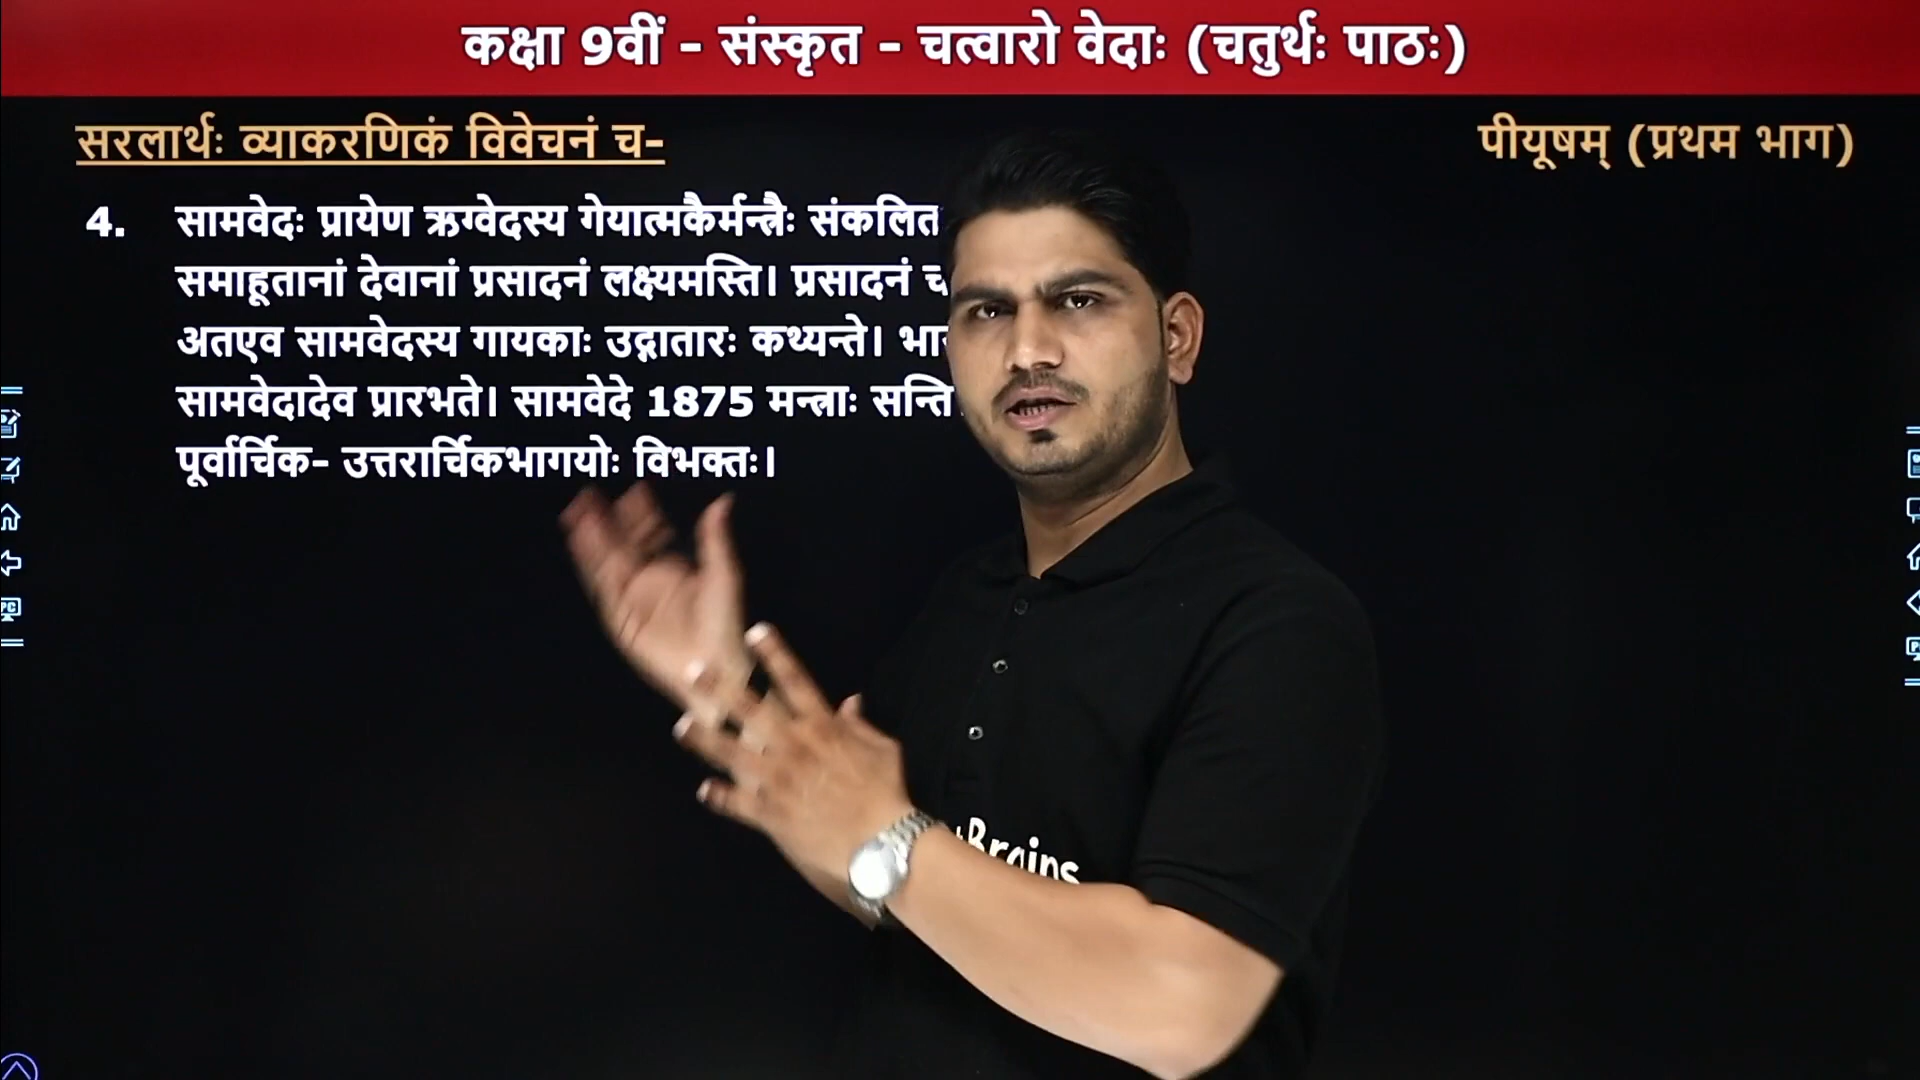 कक्षा 9वीं - संस्कृत - चत्वारो वेदाः (चतुर्थः पाठः)
सरलार्थः व्याकरणिकं विवेचनं च-
पीयूषम् (प्रथम भाग)
4. सामवेदः प्रायेण ऋग्वेदस्य गेयात्मकैर्मन्त्रैः
समाहूतानां देवानां प्रसादनं लक्ष्यमस्ति। प्रसादनं
अतएव सामवेदस्य गायकाः उद्गातारः कथ्यन्ते।
सामवेदादेव प्रारभते। सामवेदे 1875 मन्त्राः सन्ति
पूर्वार्चिक- उत्तरार्चिकभागयोः विभक्तः।
Brains